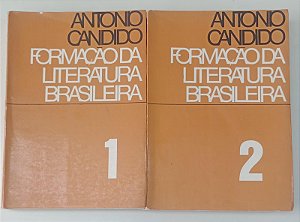 ANTONIO
CANDIDO
FORMAÇÃO DA
LITERATURA
BRASILEIRA
1
ANTONIO
CANDIDO
FORMAÇÃO DA
LITERATURA
BRASILEIRA
2